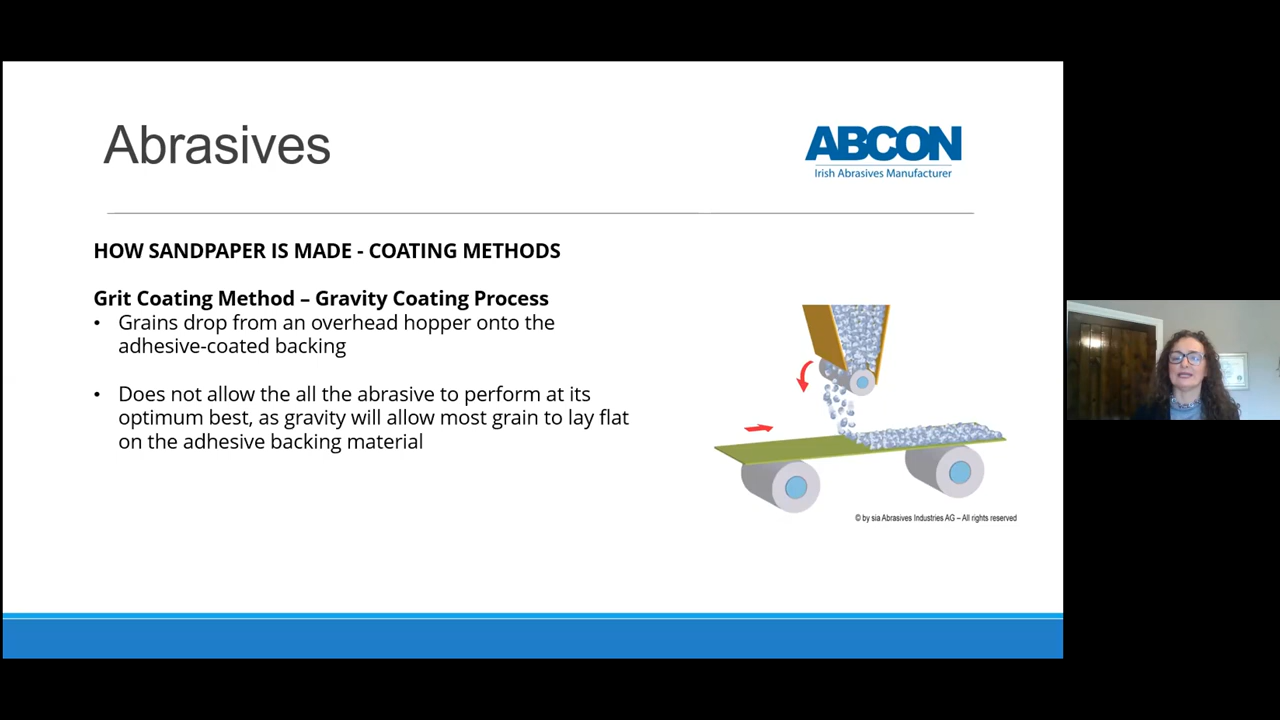 Abrasives
ABCON
Irish Abrasives Manufacturer
HOW SANDPAPER IS MADE - COATING METHODS
Grit Coating Method – Gravity Coating Process
• Grains drop from an overhead hopper onto the
adhesive-coated backing
• Does not allow the all the abrasive to perform at its
optimum best, as gravity will allow most grain to lay flat
on the adhesive backing material
© by sia Abrasives Industries AG – All rights reserved